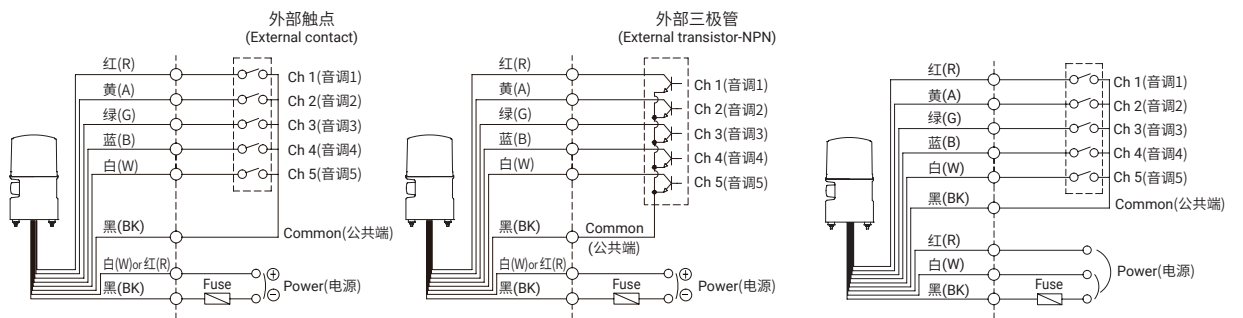 外部触点
(External contact)
红(R)
黄(A)
绿(G)
蓝(B)
白(W)
Ch 1(音调1)
Ch 2(音调2)
Ch 3(音调3)
Ch 4(音调4)
Ch 5(音调5)
黑(BK)
Common(公共端)
白(W)or红(R)
黑(BK)
Fuse
Power(电源)
外部三极管
(External transistor-NPN)
红(R)
黄(A)
绿(G)
蓝(B)
白(W)
Ch 1(音调1)
Ch 2(音调2)
Ch 3(音调3)
Ch 4(音调4)
Ch 5(音调5)
黑(BK)
Common
(公共端)
白(W)or红(R)
黑(BK)
Fuse
Power(电源)
红(R)
黄(A)
绿(G)
蓝(B)
白(W)
Ch 1(音调1)
Ch 2(音调2)
Ch 3(音调3)
Ch 4(音调4)
Ch 5(音调5)
黑(BK)
Common(公共端)
红(R)
白(W)
黑(BK)
Fuse
Power(电源)